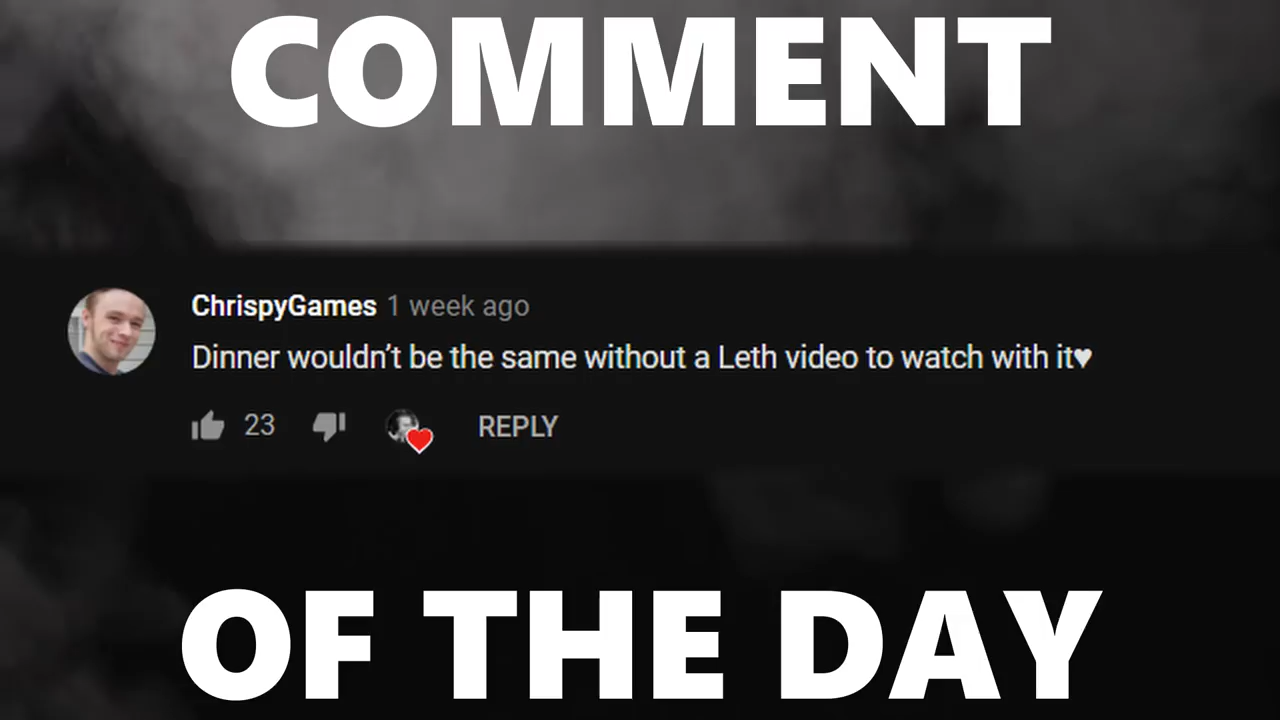 COMMENT
ChrispyGames 1 week ago
Dinner wouldn’t be the same without a Leth video to watch with it♥
23 REPLY
OF THE DAY